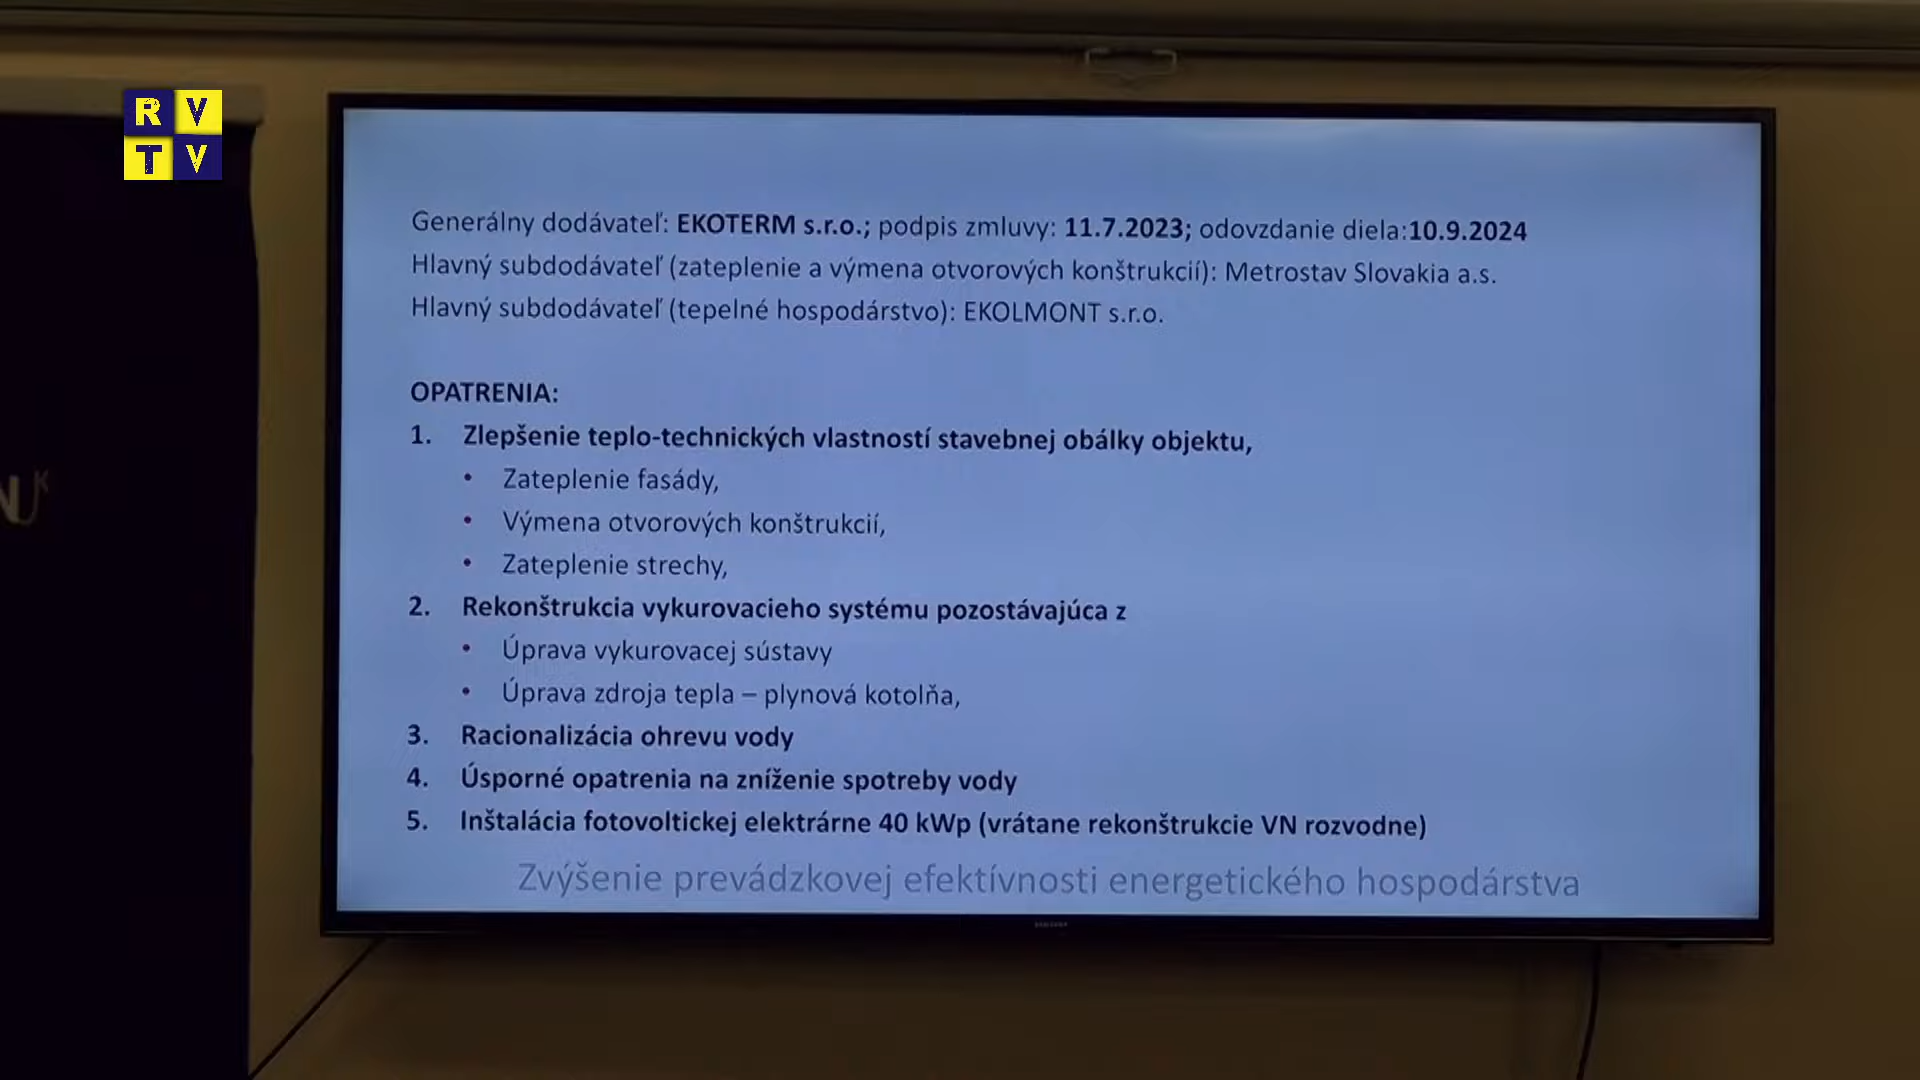 RV
TV
Generálny dodávateľ: EKOTERM s.r.o.; podpis zmluvy: 11.7.2023; odovzdanie diela:10.9.2024
Hlavný subdodávateľ (zateplenie a výmena otvorových konštrukcií): Metrostav Slovakia a.s.
Hlavný subdodávateľ (tepelné hospodárstvo): EKOLMONT s.r.o.
OPATRENIA:
1. Zlepšenie teplo-technických vlastností stavebnej obálky objektu,
• Zateplenie fasády,
• Výmena otvorových konštrukcií,
• Zateplenie strechy,
2. Rekonštrukcia vykurovacieho systému pozostávajúca z
• Úprava vykurovacej sústavy
• Úprava zdroja tepla – plynová kotolňa,
3. Racionalizácia ohrevu vody
4. Úsporné opatrenia na zníženie spotreby vody
5. Inštalácia fotovoltickej elektrárne 40 kWp (vrátane rekonštrukcie VN rozvodne)
Zvýšenie prevádzkovej efektívnosti energetického hospodárstva
SAMSUNG